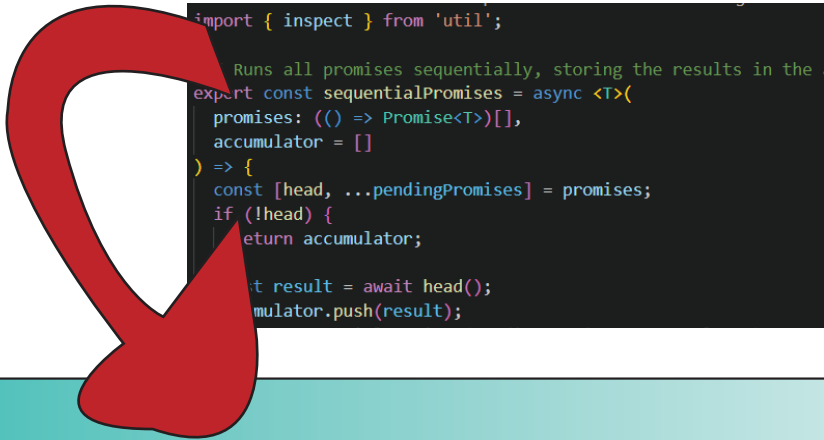 import { inspect } from 'util';
Runs all promises sequentially, storing the results in the
export const sequentialPromises = async <T>(
promises: (() => Promise<T>)[],
accumulator = []
) => {
const [head, ...pendingPromises] = promises;
if (!head) {
return accumulator;
result = await head();
.push(result);